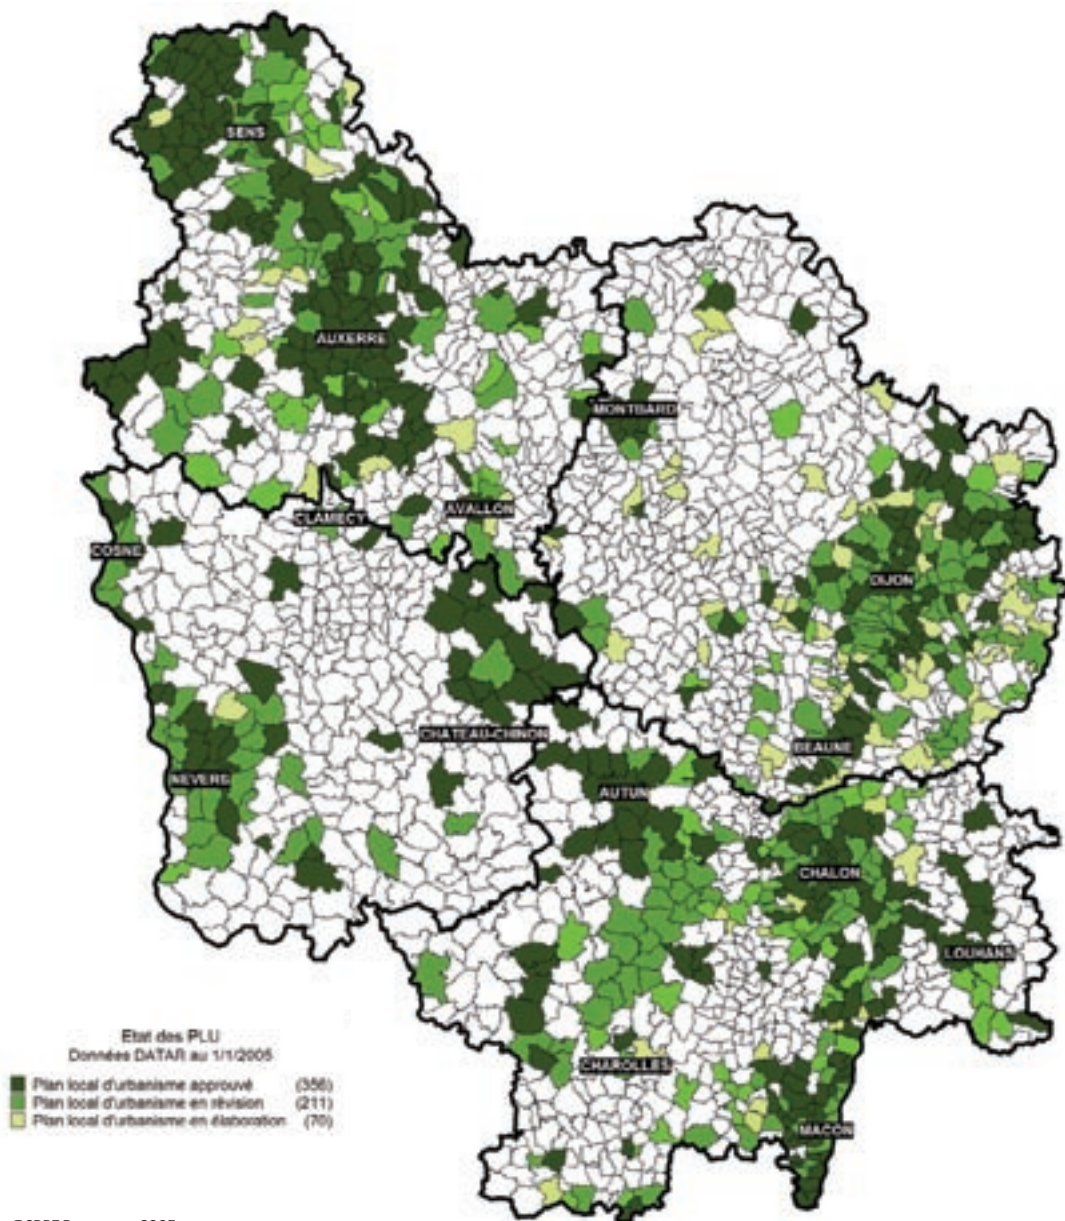 SENS
AUXERRE
MONTBARD
CLAMECY
AVALLON
COSNE
DIJON
CHATEAU-CHINON
BEAUNE
NEVERS
AUTUN
CHALON
LOUHANS
Etat des PLU
Données DATAR au 1/1/2005
Plan local d'urbanisme approuvé (356)
Plan local d'urbanisme en révision (211)
Plan local d'urbanisme en élaboration (70)
CHAROLLES
MACON